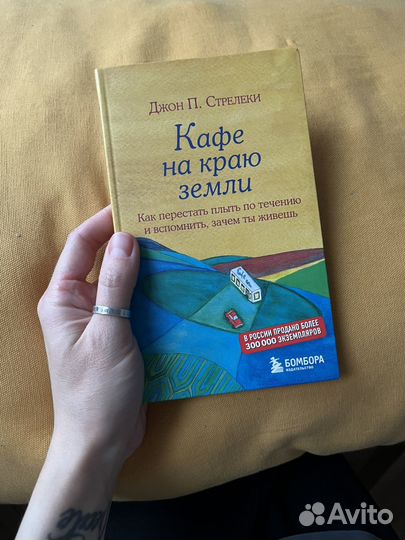 Джон П. Стрелеки
Кафе
на краю
земли
Как перестать плыть по течению
и вспомнить, зачем ты живешь
В РОССИИ ПРОДАНО БОЛЕЕ
300 000 ЭКЗЕМПЛЯРОВ
БОМБОРА
ИЗДАТЕЛЬСТВО
Avito